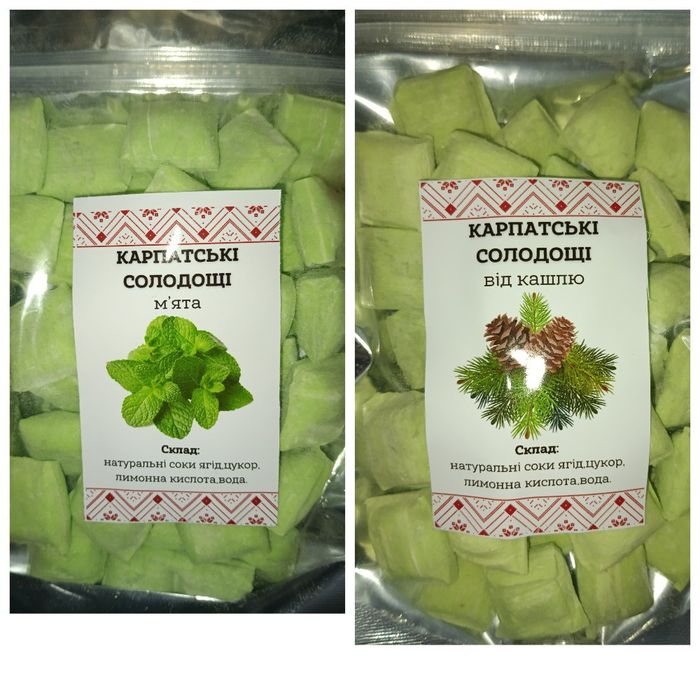 КАРПАТСЬКІ
СОЛОДОЩІ
м'ята
Склад:
натуральні соки ягід,цукор,
лимонна кислота,вода.
КАРПАТСЬКІ
СОЛОДОЩІ
від кашлю
Склад:
натуральні соки ягід,цукор,
лимонна кислота,вода.